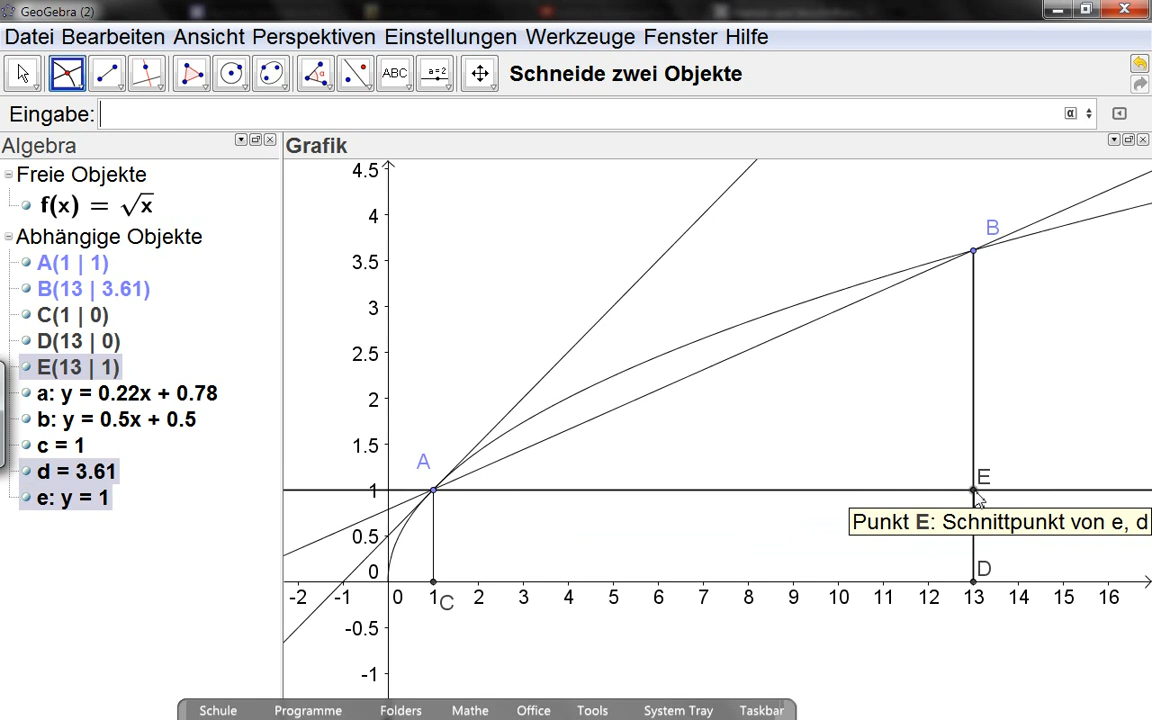 GeoGebra (2)
Datei Bearbeiten Ansicht Perspektiven Einstellungen Werkzeuge Fenster Hilfe
ABC
a=2
Schneide zwei Objekte
Eingabe:
α
Algebra
Grafik
Freie Objekte
f(x) = √x
Abhängige Objekte
A(1 | 1)
B(13 | 3.61)
C(1 | 0)
D(13 | 0)
E(13 | 1)
a: y = 0.22x + 0.78
b: y = 0.5x + 0.5
c = 1
d = 3.61
e: y = 1
4.5
4
3.5
3
2.5
2
1.5
1
0.5
0
-0.5
-1
B
A
E
Punkt E: Schnittpunkt von e, d
D
-2 -1 0 1 2 3 4 5 6 7 8 9 10 11 12 13 14 15 16
C
Schule Programme Folders Mathe Office Tools System Tray Taskbar